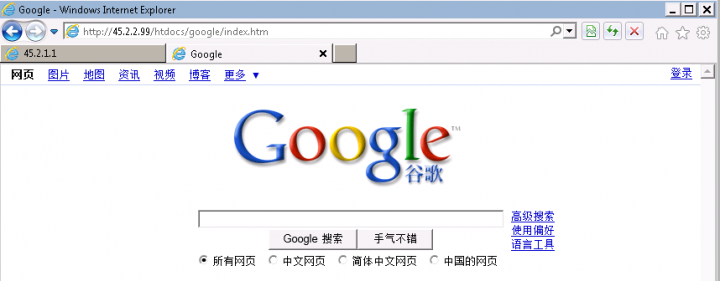 Google - Windows Internet Explorer
http://45.2.2.99/htdocs/google/index.htm
45.2.1.1 Google
网页 图片 地图 资讯 视频 博客 更多 ▼ 登录
Google™
谷歌
高级搜索
Google 搜索 手气不错 使用偏好
语言工具
所有网页 中文网页 简体中文网页 中国的网页